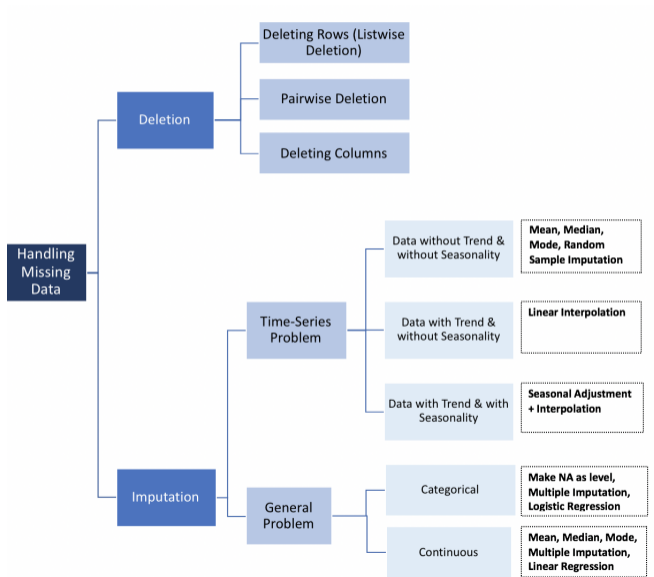 Deleting Rows (Listwise
Deletion)
Pairwise Deletion
Deletion
Deleting Columns
Handling
Missing
Data
Data without Trend &
without Seasonality
Mean, Median,
Mode, Random
Sample Imputation
Time-Series
Problem
Data with Trend &
without Seasonality
Linear Interpolation
Data with Trend & with
Seasonality
Seasonal Adjustment
+ Interpolation
Imputation
General
Problem
Categorical
Make NA as level,
Multiple Imputation,
Logistic Regression
Continuous
Mean, Median, Mode,
Multiple Imputation,
Linear Regression